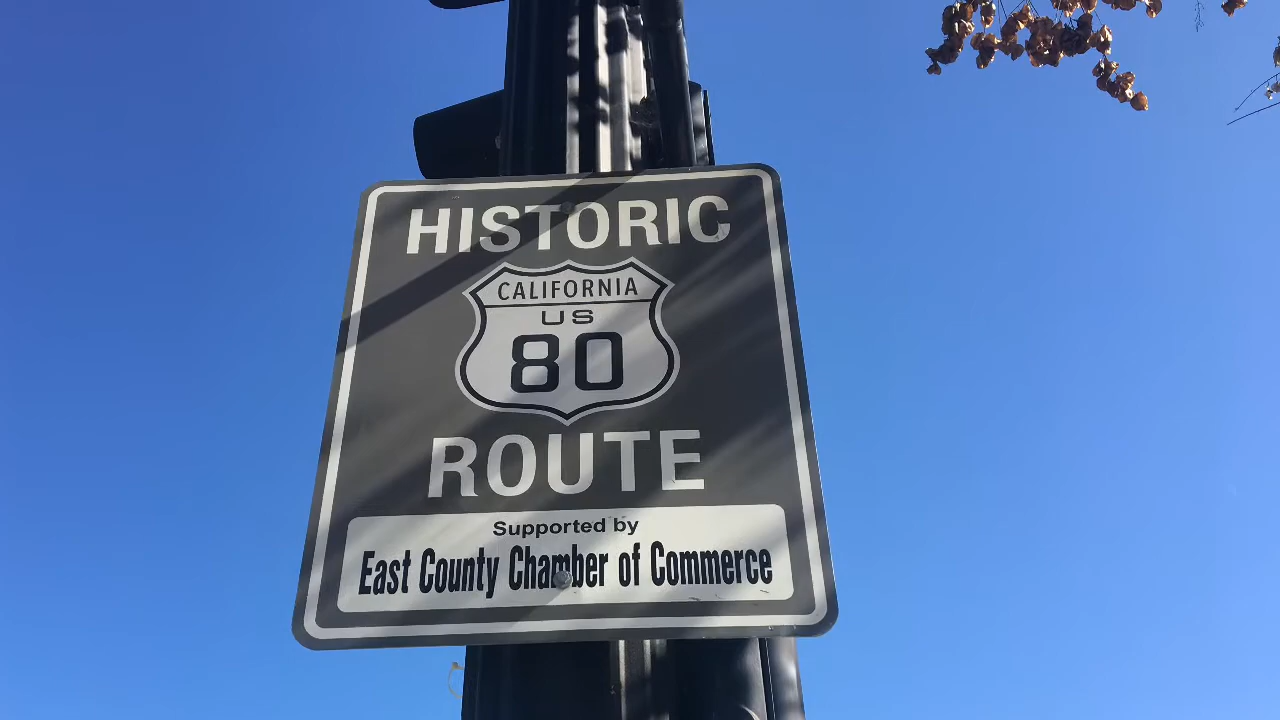 HISTORIC
CALIFORNIA
US
80
ROUTE
Supported by
East County Chamber of Commerce